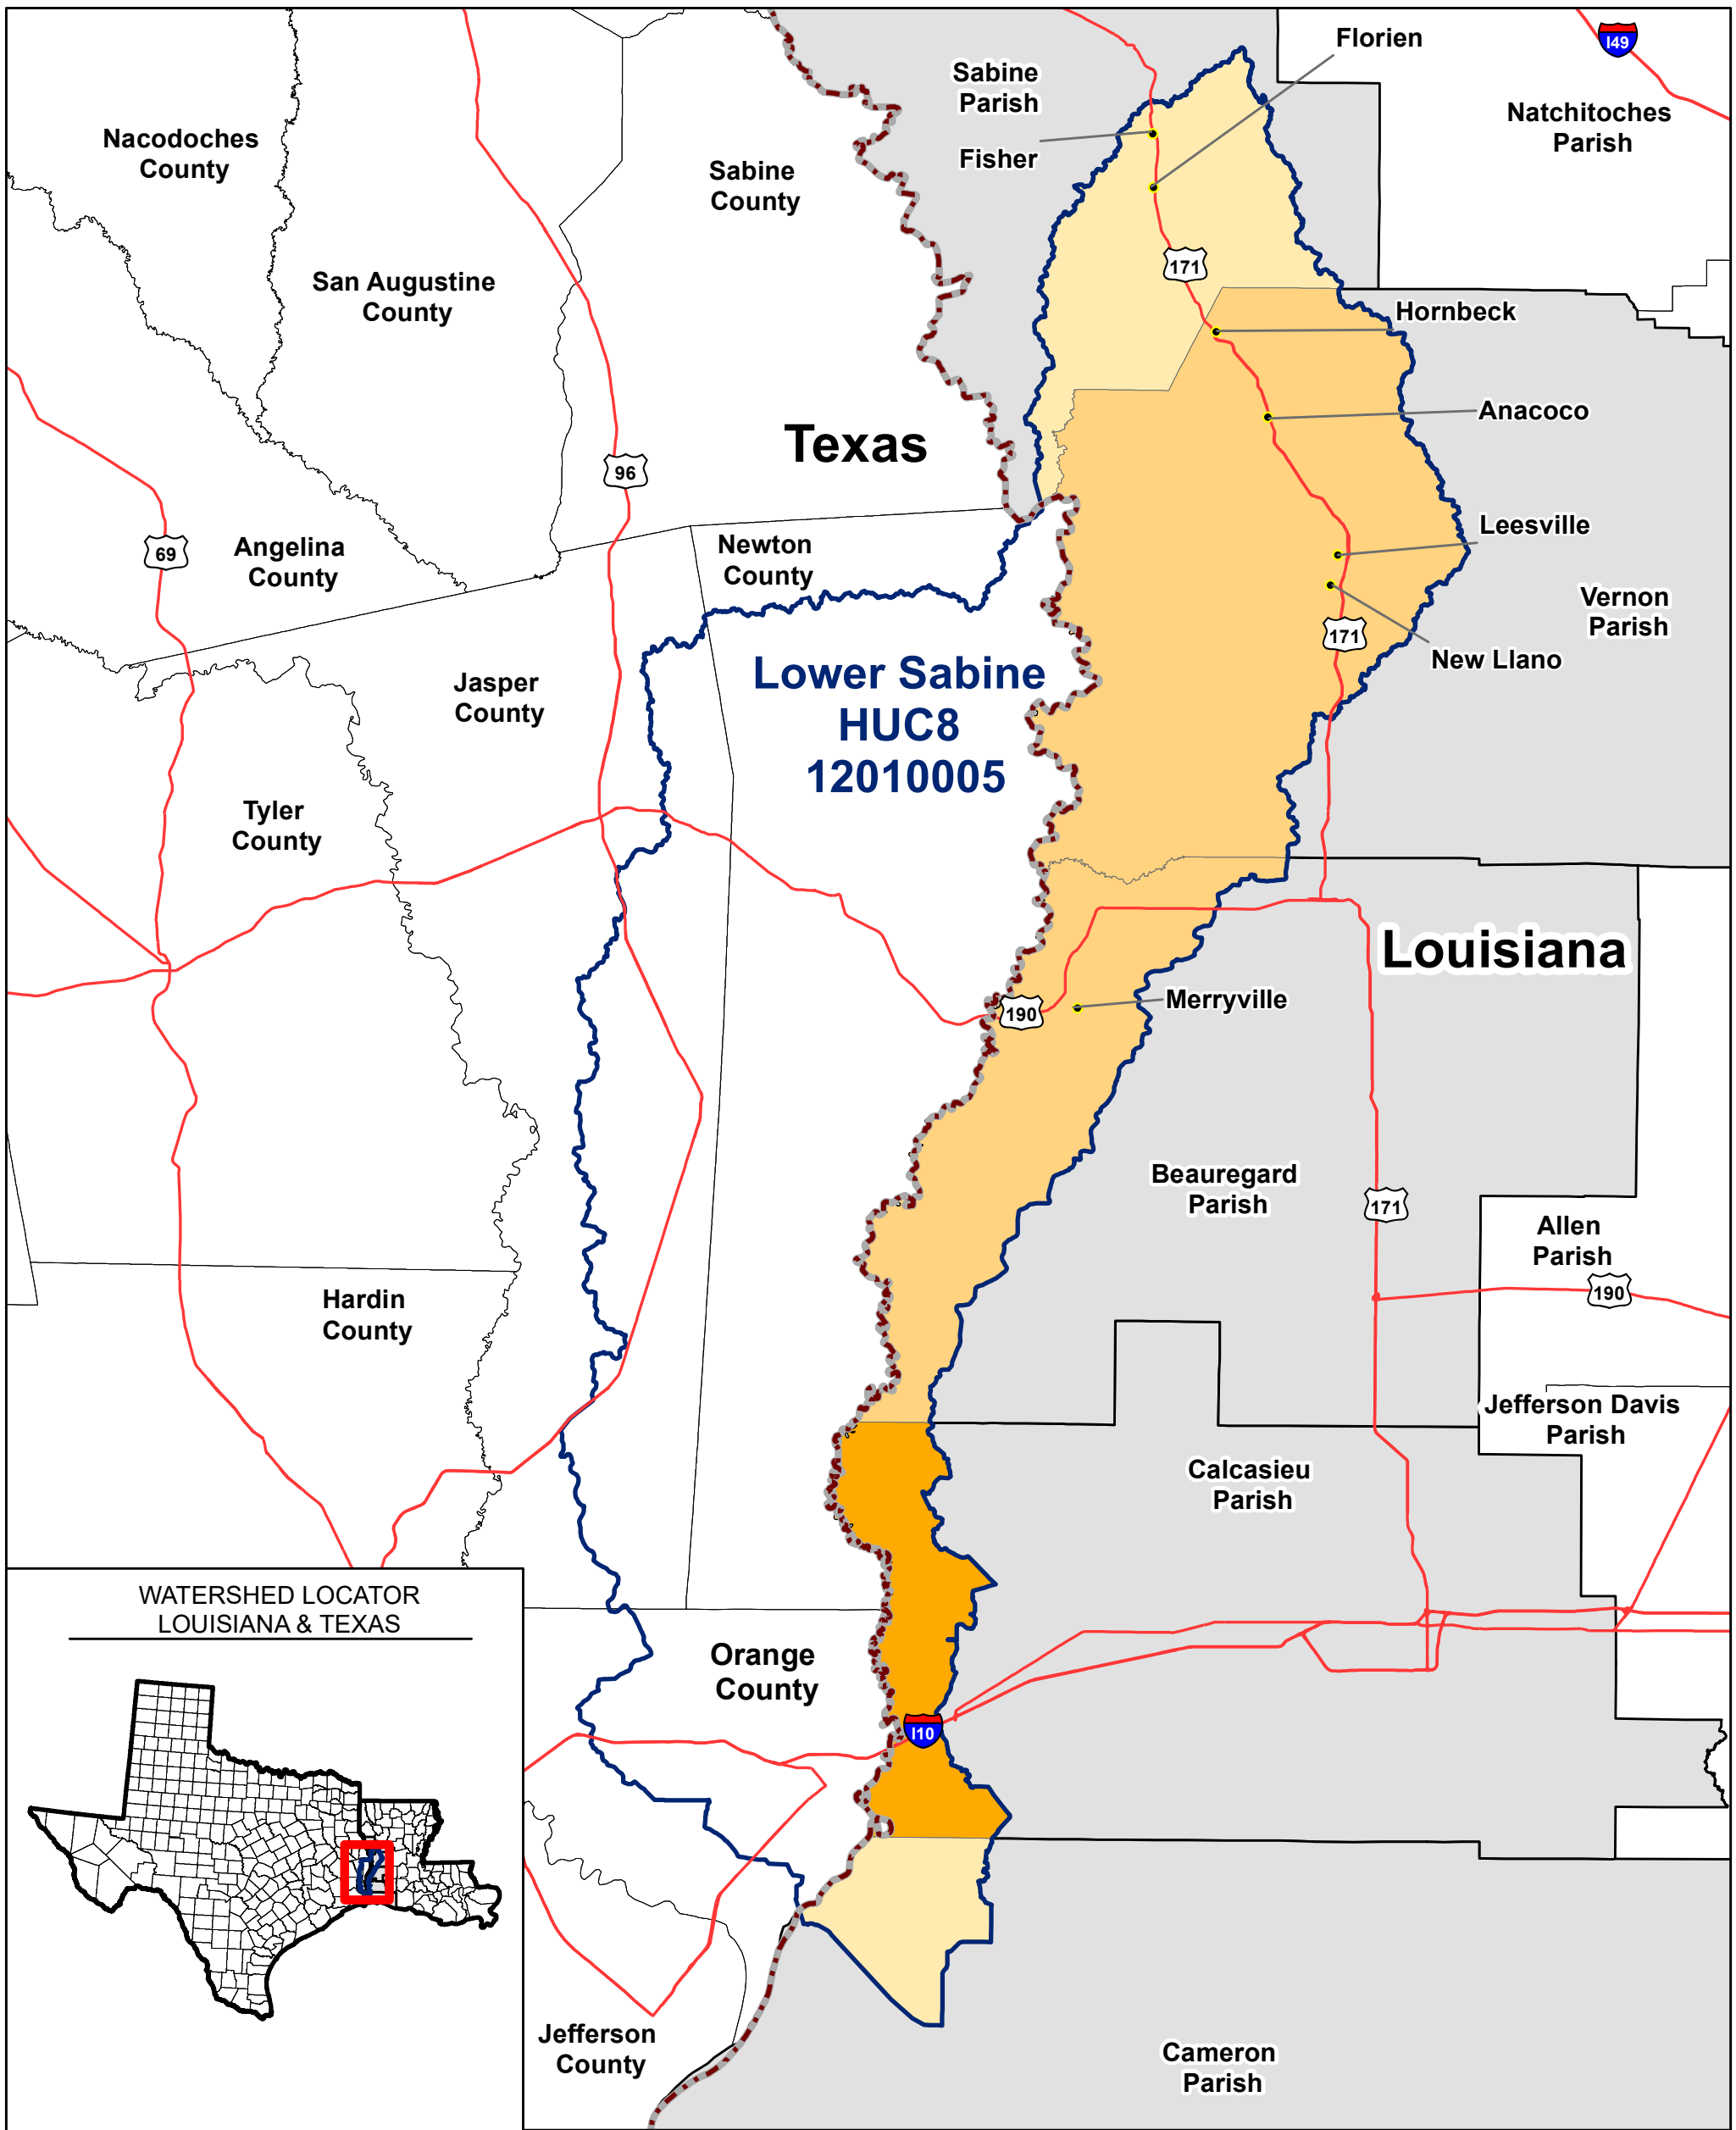 Florien
I49
Sabine
Parish
Natchitoches
Parish
Nacodoches
County
Fisher
Sabine
County
171
San Augustine
County
Hornbeck
Anacoco
Texas
96
Leesville
69
Angelina
County
Newton
County
Vernon
Parish
171
New Llano
Lower Sabine
HUC8
12010005
Jasper
County
Tyler
County
Louisiana
190
Merryville
Beauregard
Parish
171
Allen
Parish
190
Hardin
County
Jefferson Davis
Parish
Calcasieu
Parish
WATERSHED LOCATOR
LOUISIANA & TEXAS
Orange
County
I10
Jefferson
County
Cameron
Parish